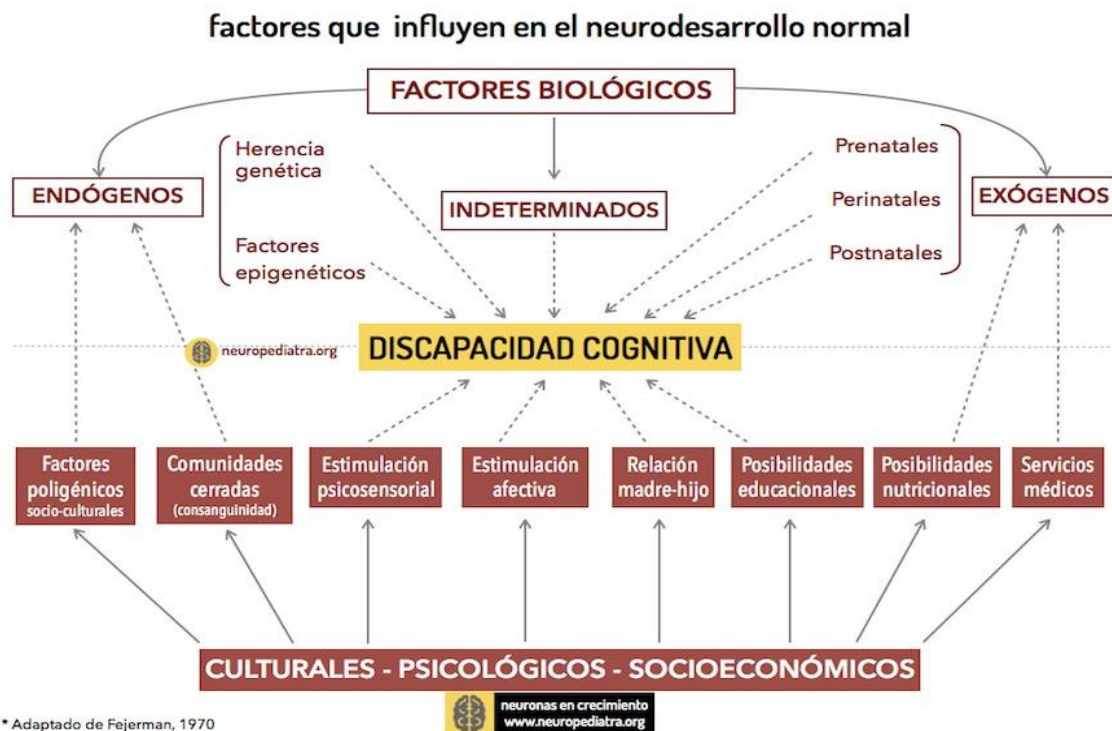 factores que influyen en el neurodesarrollo normal
FACTORES BIOLÓGICOS
Herencia
genética
Prenatales
ENDÓGENOS
INDETERMINADOS
Perinatales
EXÓGENOS
Factores
epigenéticos
Postnatales
neuropediatra.org
DISCAPACIDAD COGNITIVA
Factores
poligénicos
socio-culturales
Comunidades
cerradas
(consanguinidad)
Estimulación
psicosensorial
Estimulación
afectiva
Relación
madre-hijo
Posibilidades
educacionales
Posibilidades
nutricionales
Servicios
médicos
CULTURALES - PSICOLÓGICOS - SOCIOECONÓMICOS
neuronas en crecimiento
www.neuropediatra.org
* Adaptado de Fejerman, 1970